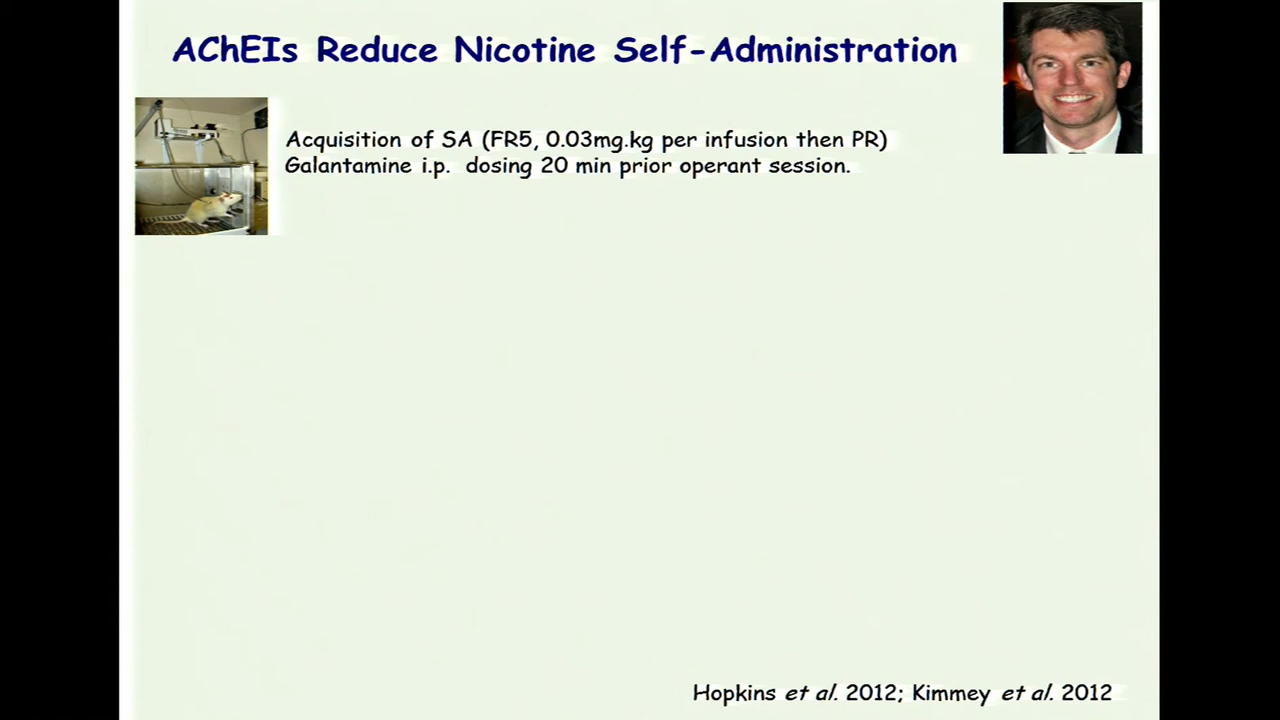 AChEIs Reduce Nicotine Self-Administration
Acquisition of SA (FR5, 0.03mg.kg per infusion then PR)
Galantamine i.p. dosing 20 min prior operant session.
Hopkins et al. 2012; Kimmey et al. 2012